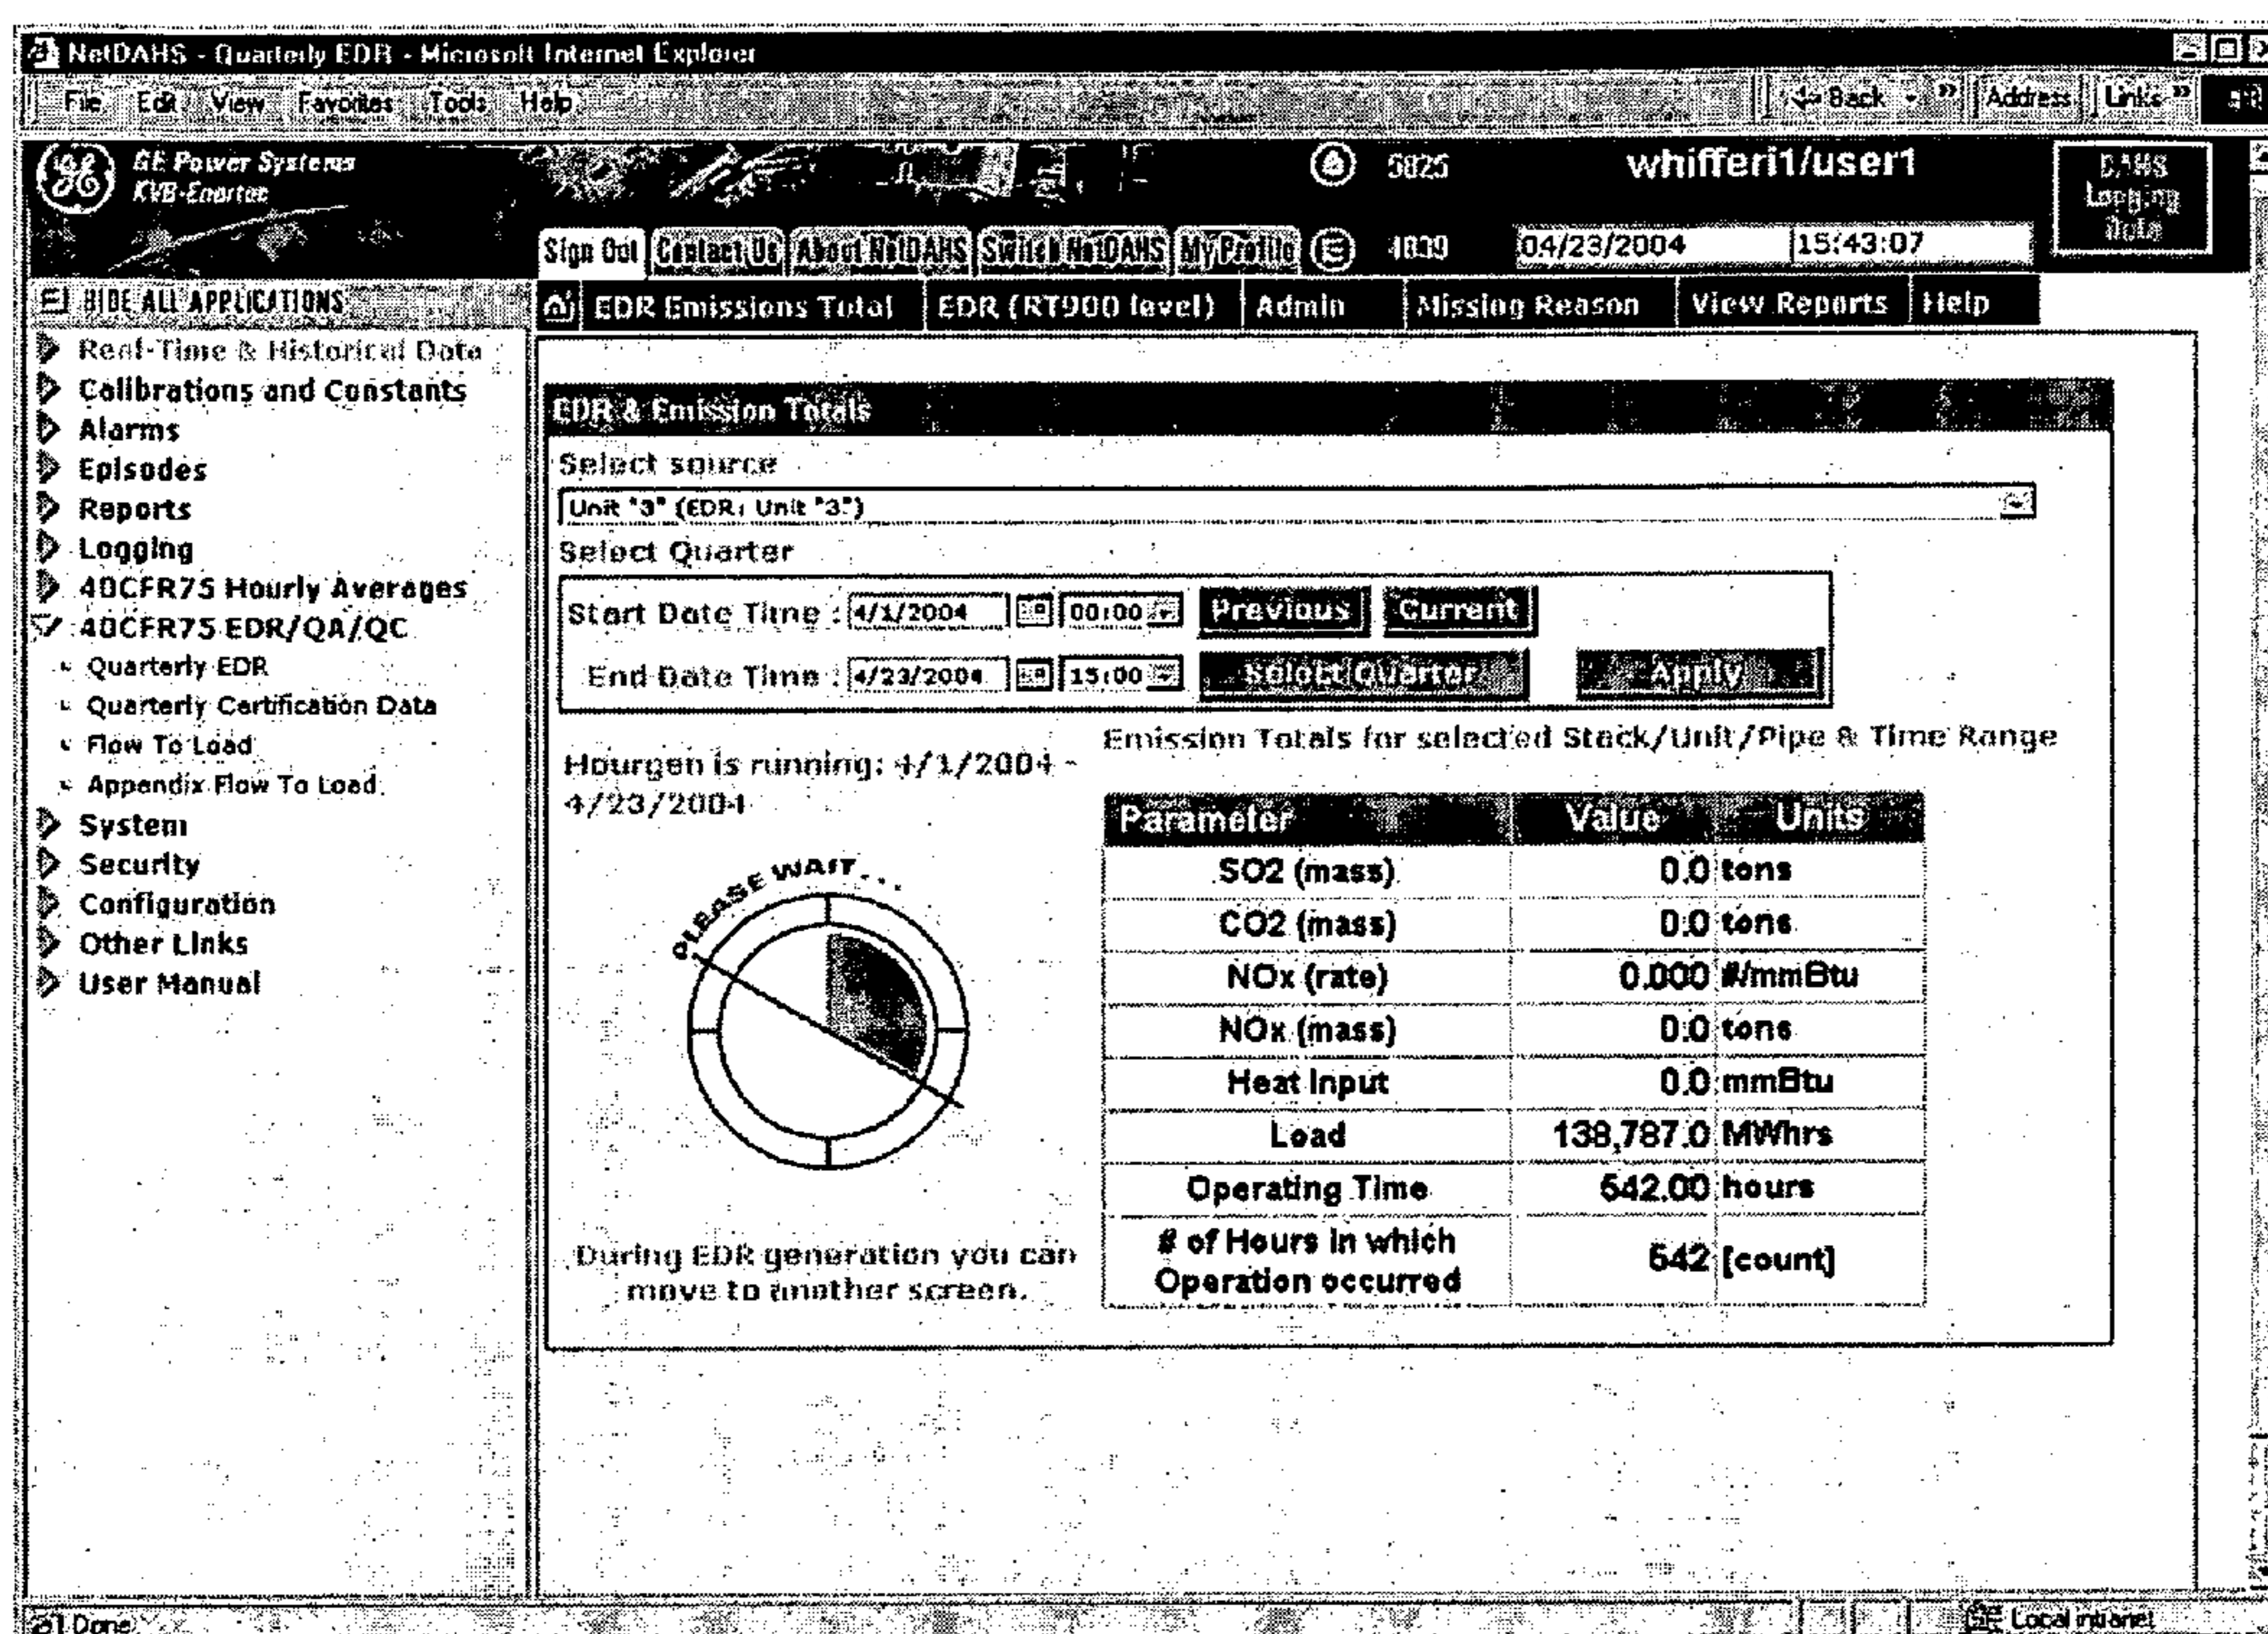 NetDAHS - Quarterly EDR - Microsoft Internet Explorer
File Edit View Favorites Tools Help
Back Address Links
GE Power Systems
KVB-Enertec
5025
whifferi1/user1
DAHS
Logging
Sign Out Contact Us About NetDAHS Switch NetDAHS My Profile
04/23/2004 15:43:07
HIDE ALL APPLICATIONS
EDR Emissions Total EDR (RT900 level) Admin Missing Reason View Reports Help
Real-Time & Historical Data
Calibrations and Constants
Alarms
Episodes
Reports
Logging
40CFR75 Hourly Averages
40CFR75 EDR/QA/QC
Quarterly EDR
Quarterly Certification Data
Flow To Load
Appendix Flow To Load
System
Security
Configuration
Other Links
User Manual
EDR & Emission Totals
Select source
Unit "3" (EDR: Unit "3")
Select Quarter
Start Date Time : 4/1/2004 00:00 Previous Current
End Date Time : 4/23/2004 15:00 Select Quarter Apply
Hourgen is running: 4/1/2004 -
4/23/2004
PLEASE WAIT...
During EDR generation you can
move to another screen.
Emission Totals for selected Stack/Unit/Pipe & Time Range
Parameter Value Units
SO2 (mass) 0.0 tons
CO2 (mass) 0.0 tons
NOx (rate) 0.000 #/mmBtu
NOx (mass) 0.0 tons
Heat Input 0.0 mmBtu
Load 138,787.0 MWhrs
Operating Time 542.00 hours
# of Hours in which
Operation occurred 542 [count]
Done
Local intranet